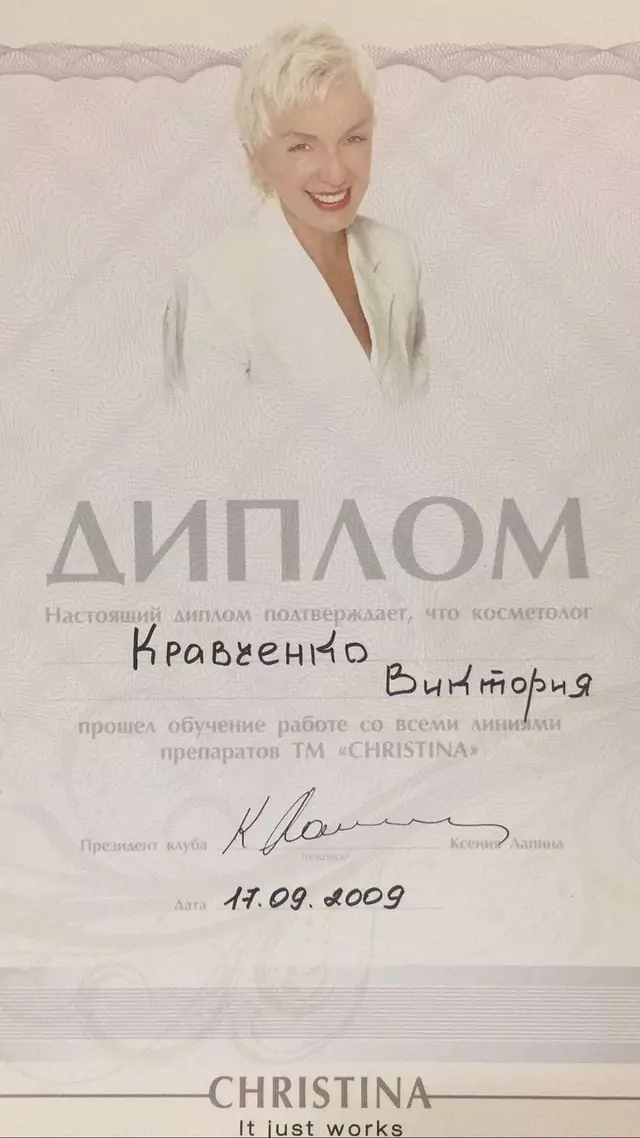 ДИПЛОМ
Настоящий диплом подтверждает, что косметолог
Кравченко
Виктория
прошел обучение работе со всеми линиями
препаратов ТМ «CHRISTINA»
Президент клуба К Лапина Ксения Лапина
(подпись)
Дата 17.09.2009
CHRISTINA
It just works